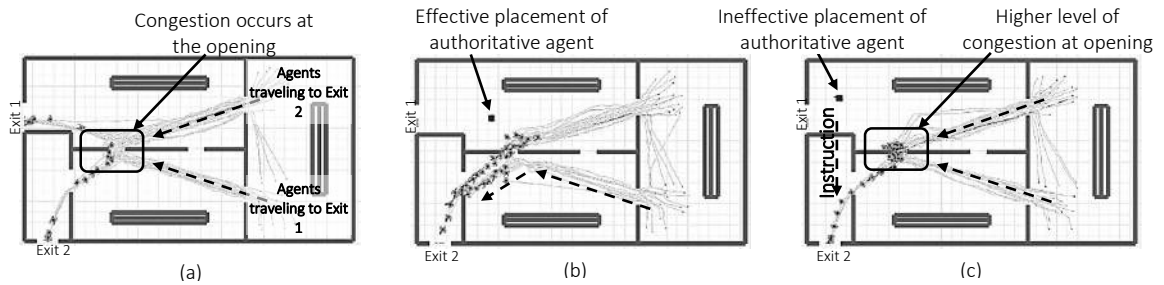 Congestion occurs at
the opening
Agents
traveling to Exit
2
Agents
traveling to Exit
1
Exit 1
Exit 2
(a)
Effective placement of
authoritative agent
Exit 2
(b)
Ineffective placement of
authoritative agent
Higher level of
congestion at opening
Exit 1
Instruction
Exit 2
(c)